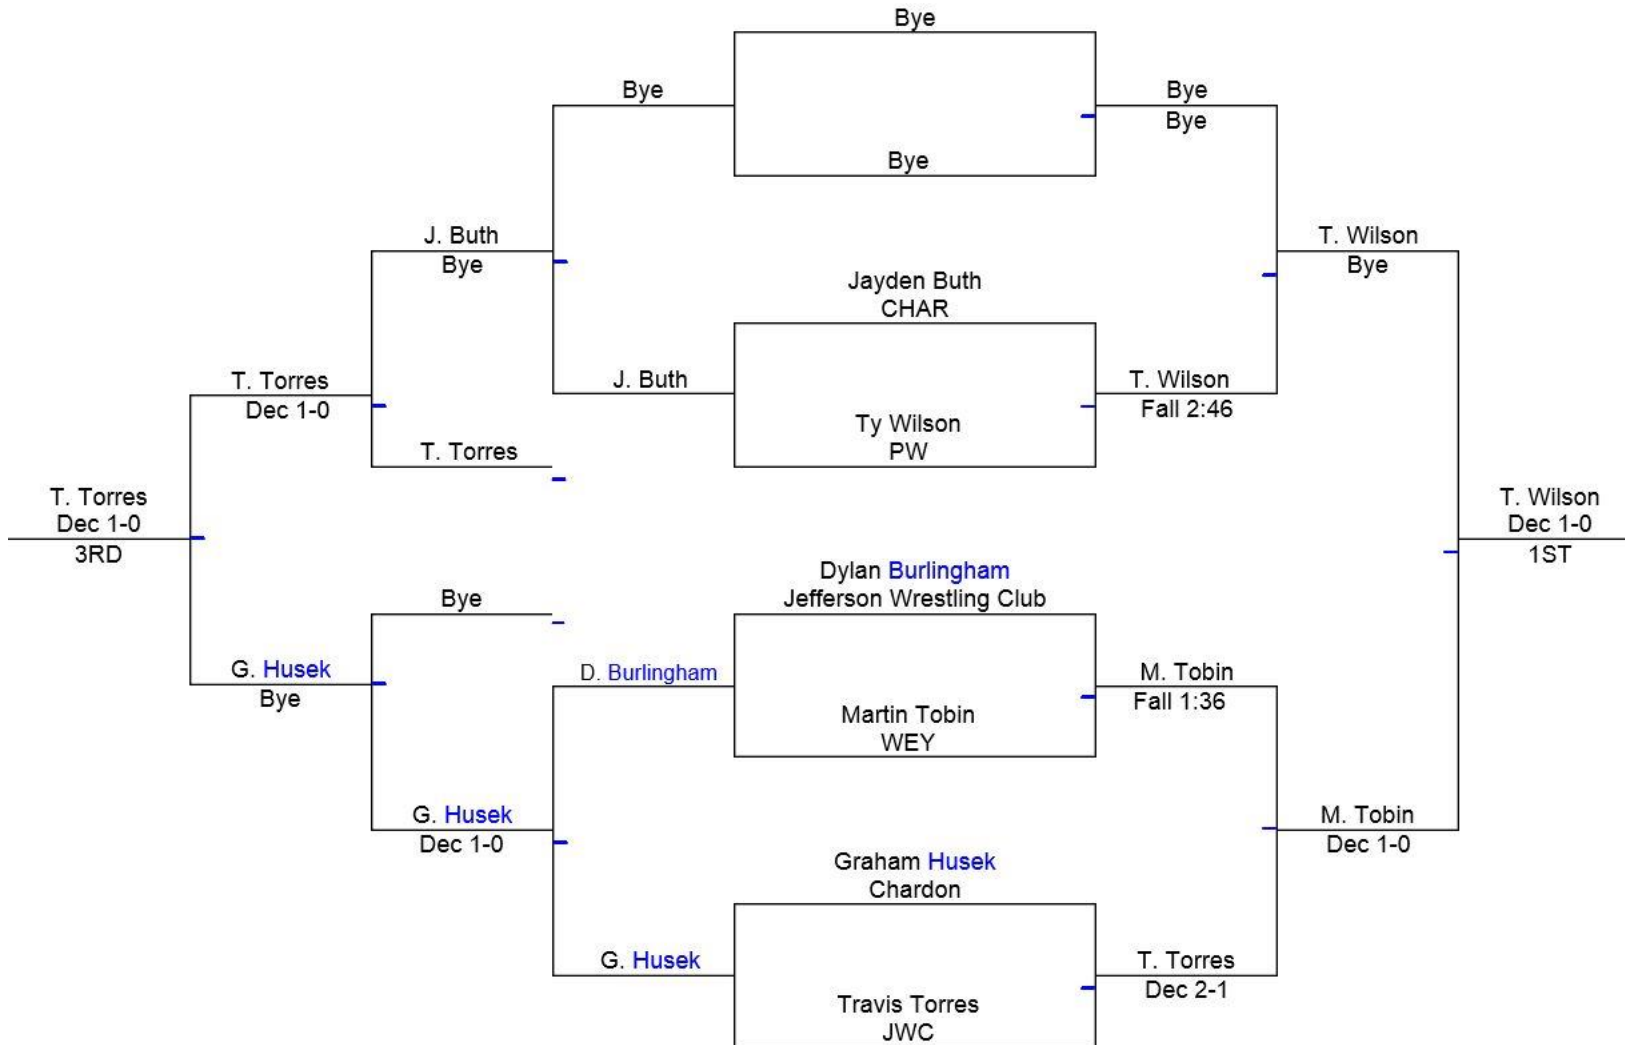 Bye
Bye
Bye
Bye
Bye
J. Buth
Bye
T. Wilson
Bye
Jayden Buth
CHAR
T. Torres
Dec 1-0
J. Buth
T. Wilson
Fall 2:46
Ty Wilson
PW
T. Torres
T. Torres
Dec 1-0
3RD
T. Wilson
Dec 1-0
1ST
Dylan Burlingham
Jefferson Wrestling Club
Bye
G. Husek
Bye
D. Burlingham
M. Tobin
Fall 1:36
Martin Tobin
WEY
G. Husek
Dec 1-0
M. Tobin
Dec 1-0
Graham Husek
Chardon
G. Husek
T. Torres
Dec 2-1
Travis Torres
JWC